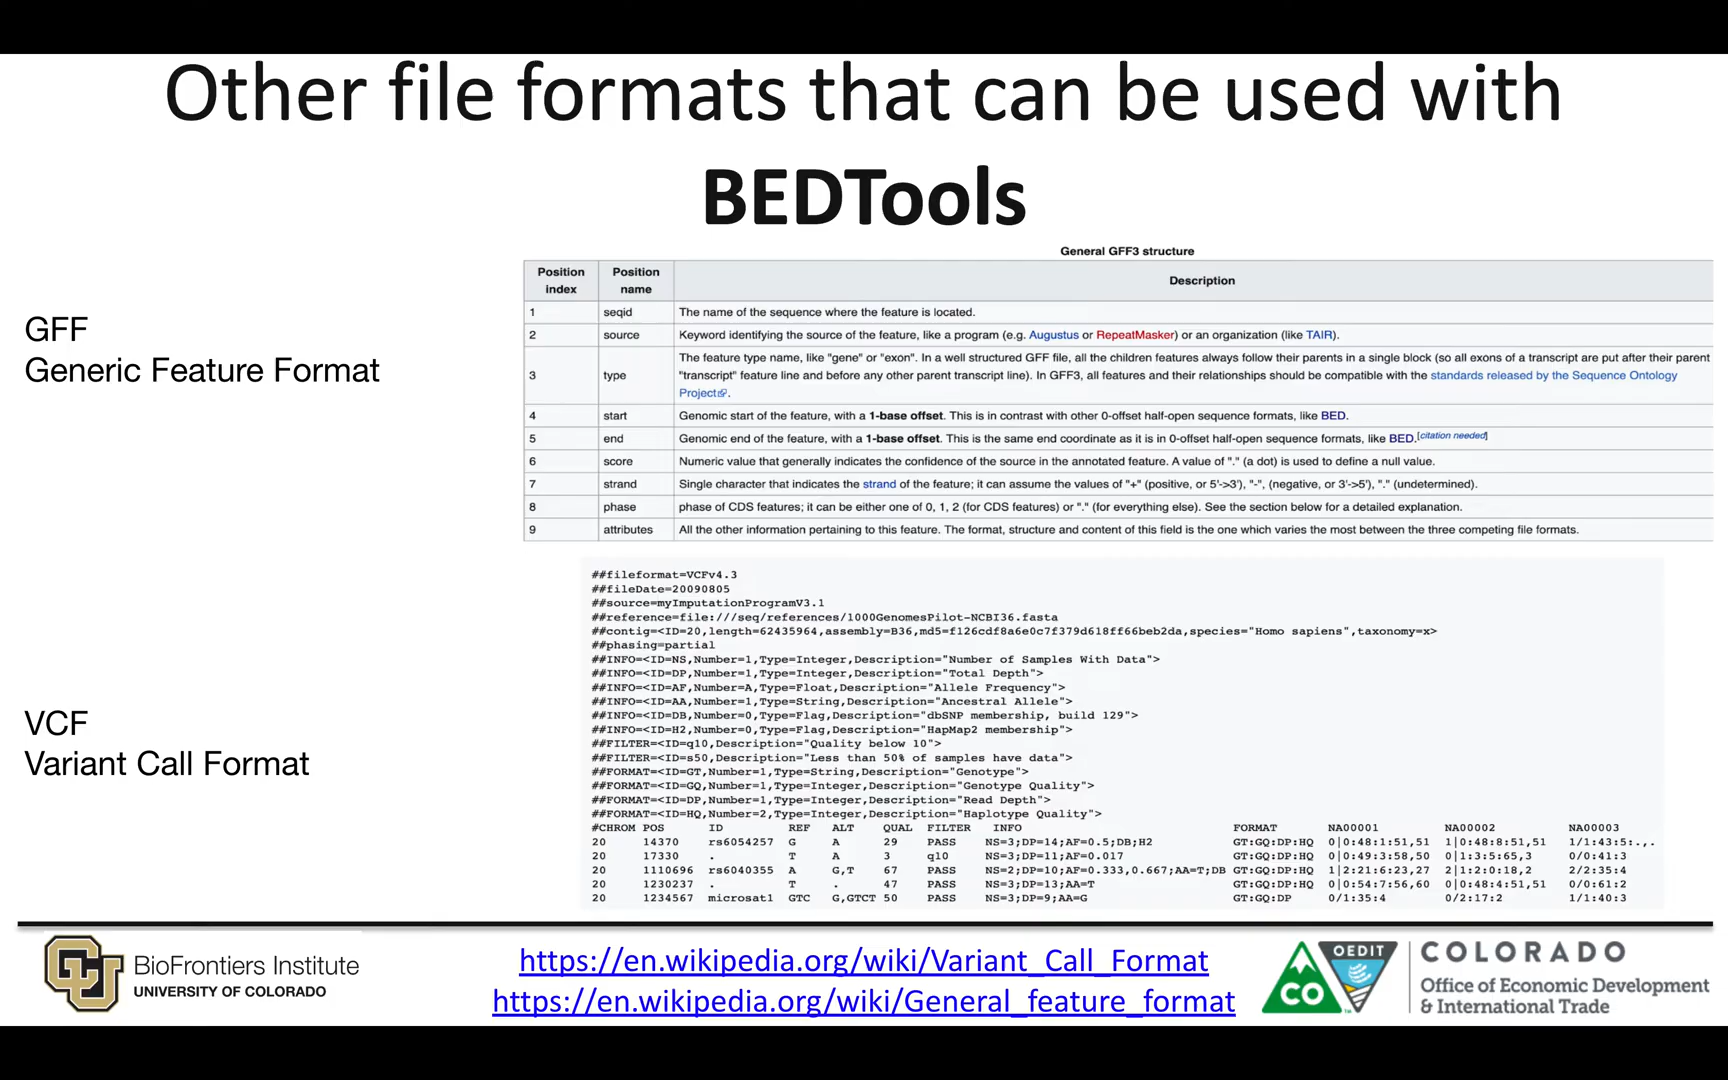 Other file formats that can be used with
BEDTools
General GFF3 structure
Position index Position name Description
1 seqid The name of the sequence where the feature is located.
2 source Keyword identifying the source of the feature, like a program (e.g. Augustus or RepeatMasker) or an organization (like TAIR).
3 type The feature type name, like "gene" or "exon". In a well structured GFF file, all the children features always follow their parents in a single block (so all exons of a transcript are put after their parent
"transcript" feature line and before any other parent transcript line). In GFF3, all features and their relationships should be compatible with the standards released by the Sequence Ontology
Project.
4 start Genomic start of the feature, with a 1-base offset. This is in contrast with other 0-offset half-open sequence formats, like BED.
5 end Genomic end of the feature, with a 1-base offset. This is the same end coordinate as it is in 0-offset half-open sequence formats, like BED.[citation needed]
6 score Numeric value that generally indicates the confidence of the source in the annotated feature. A value of "." (a dot) is used to define a null value.
7 strand Single character that indicates the strand of the feature; it can assume the values of "+" (positive, or 5'->3'), "-", (negative, or 3'->5'), "." (undetermined).
8 phase phase of CDS features; it can be either one of 0, 1, 2 (for CDS features) or "." (for everything else). See the section below for a detailed explanation.
9 attributes All the other information pertaining to this feature. The format, structure and content of this field is the one which varies the most between the three competing file formats.
GFF
Generic Feature Format
##fileformat=VCFv4.3
##fileDate=20090805
##source=myImputationProgramV3.1
##reference=file:///seq/references/1000GenomesPilot-NCBI36.fasta
##contig=<ID=20,length=62435964,assembly=B36,md5=f126cdf8a6e0c7f379d618ff66beb2da,species="Homo sapiens",taxonomy=x>
##phasing=partial
##INFO=<ID=NS,Number=1,Type=Integer,Description="Number of Samples With Data">
##INFO=<ID=DP,Number=1,Type=Integer,Description="Total Depth">
##INFO=<ID=AF,Number=A,Type=Float,Description="Allele Frequency">
##INFO=<ID=AA,Number=1,Type=String,Description="Ancestral Allele">
##INFO=<ID=DB,Number=0,Type=Flag,Description="dbSNP membership, build 129">
##INFO=<ID=H2,Number=0,Type=Flag,Description="HapMap2 membership">
##FILTER=<ID=q10,Description="Quality below 10">
##FILTER=<ID=s50,Description="Less than 50% of samples have data">
##FORMAT=<ID=GT,Number=1,Type=String,Description="Genotype">
##FORMAT=<ID=GQ,Number=1,Type=Integer,Description="Genotype Quality">
##FORMAT=<ID=DP,Number=1,Type=Integer,Description="Read Depth">
##FORMAT=<ID=HQ,Number=2,Type=Integer,Description="Haplotype Quality">
#CHROM POS ID REF ALT QUAL FILTER INFO FORMAT NA00001 NA00002 NA00003
20 14370 rs6054257 G A 29 PASS NS=3;DP=14;AF=0.5;DB;H2 GT:GQ:DP:HQ 0|0:48:1:51,51 1|0:48:8:51,51 1/1:43:5:.,.
20 17330 . T A 3 q10 NS=3;DP=11;AF=0.017 GT:GQ:DP:HQ 0|0:49:3:58,50 0|1:3:5:65,3 0/0:41:3
20 1110696 rs6040355 A G,T 67 PASS NS=2;DP=10;AF=0.333,0.667;AA=T;DB GT:GQ:DP:HQ 1|2:21:6:23,27 2|1:2:0:18,2 2/2:35:4
20 1230237 . T . 47 PASS NS=3;DP=13;AA=T GT:GQ:DP:HQ 0|0:54:7:56,60 0|0:48:4:51,51 0/0:61:2
20 1234567 microsat1 GTC G,GTCT 50 PASS NS=3;DP=9;AA=G GT:GQ:DP 0/1:35:4 0/2:17:2 1/1:40:3
VCF
Variant Call Format
CU
BioFrontiers Institute
UNIVERSITY OF COLORADO
https://en.wikipedia.org/wiki/Variant_Call_Format
https://en.wikipedia.org/wiki/General_feature_format
CO
OEDIT
COLORADO
Office of Economic Development
& International Trade